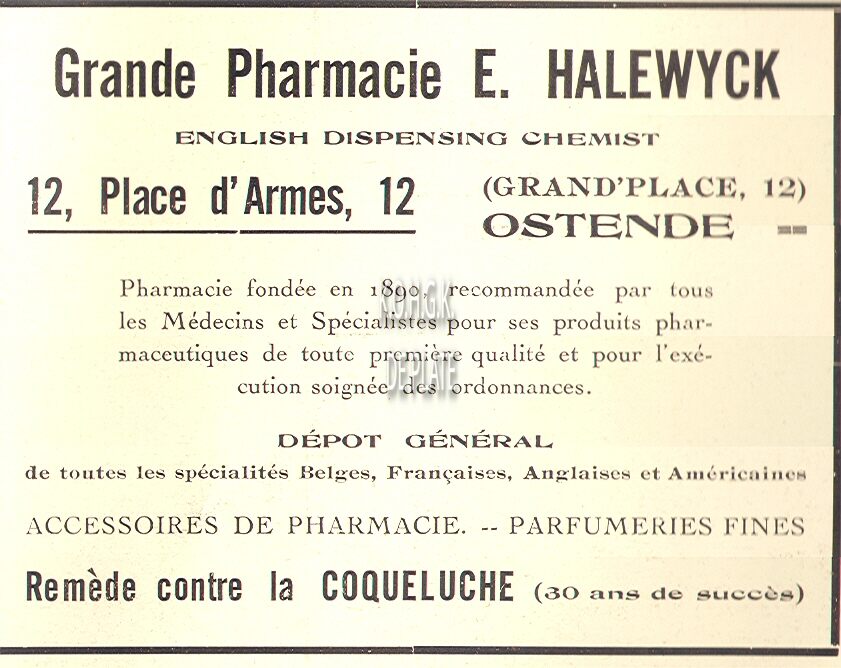 Grande Pharmacie E. HALEWYCK
ENGLISH DISPENSING CHEMIST
12, Place d'Armes, 12
(GRAND'PLACE, 12)
OSTENDE
Pharmacie fondée en 1890, recommandée par tous
les Médecins et Spécialistes pour ses produits phar-
maceutiques de toute première qualité et pour l'exé-
cution soignée des ordonnances.
KOHGK
DEPLATE
DÉPOT GÉNÉRAL
de toutes les spécialités Belges, Françaises, Anglaises et Américaines
ACCESSOIRES DE PHARMACIE. -- PARFUMERIES FINES
Remède contre la COQUELUCHE (30 ans de succès)